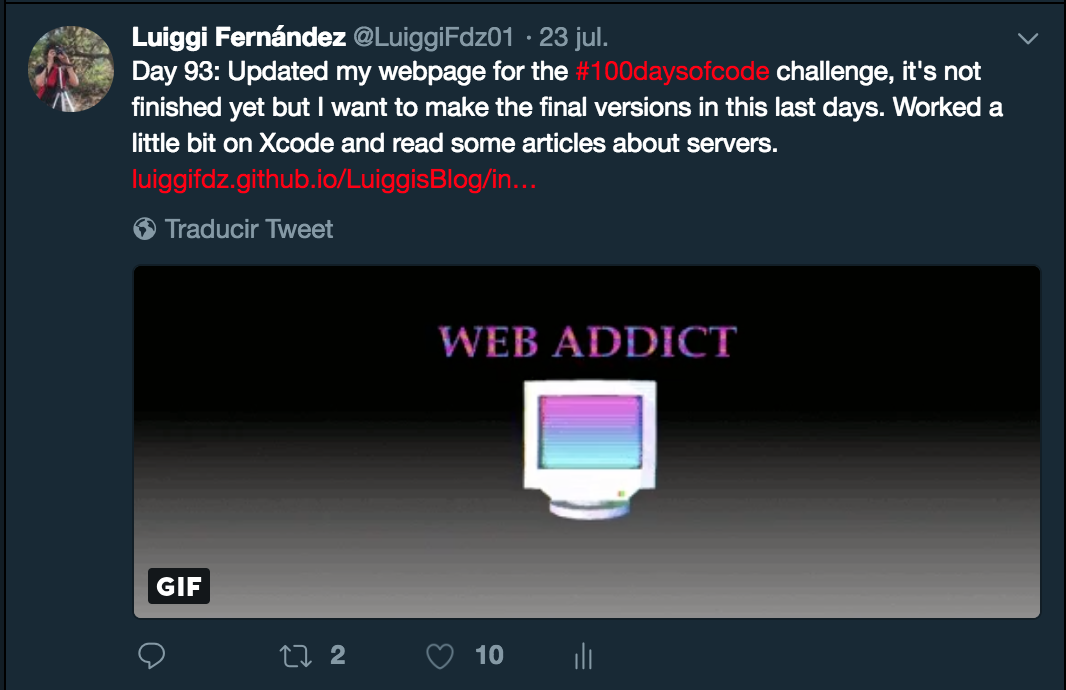 Luiggi Fernández @LuiggiFdz01 · 23 jul.
Day 93: Updated my webpage for the #100daysofcode challenge, it's not
finished yet but I want to make the final versions in this last days. Worked a
little bit on Xcode and read some articles about servers.
luiggifdz.github.io/LuiggisBlog/in…
Traducir Tweet
WEB ADDICT
GIF
2 10